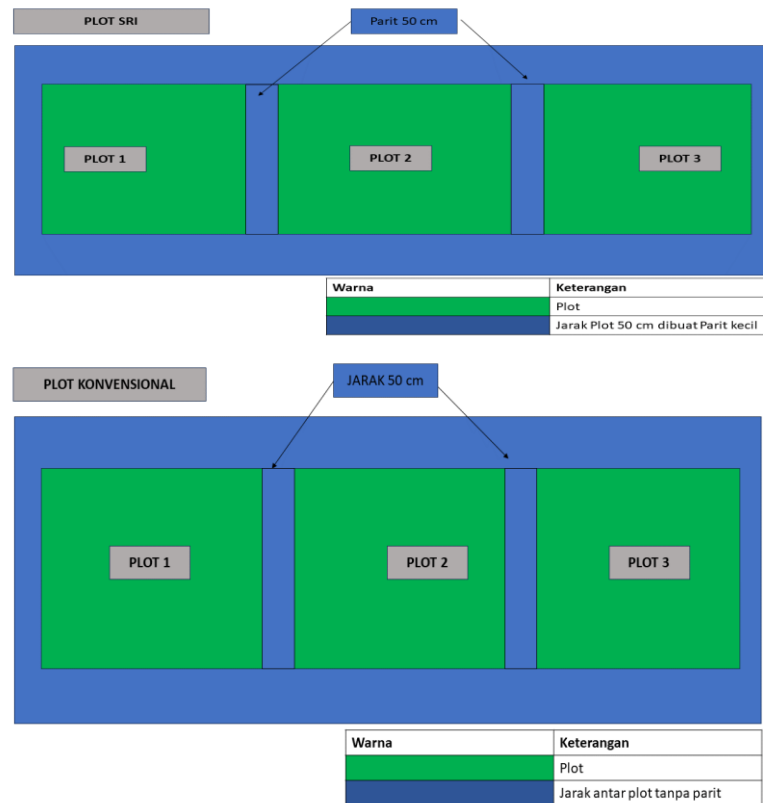 PLOT SRI
Parit 50 cm
PLOT 1
PLOT 2
PLOT 3
Warna Keterangan
Plot
Jarak Plot 50 cm dibuat Parit kecil
PLOT KONVENSIONAL
JARAK 50 cm
PLOT 1
PLOT 2
PLOT 3
Warna Keterangan
Plot
Jarak antar plot tanpa parit